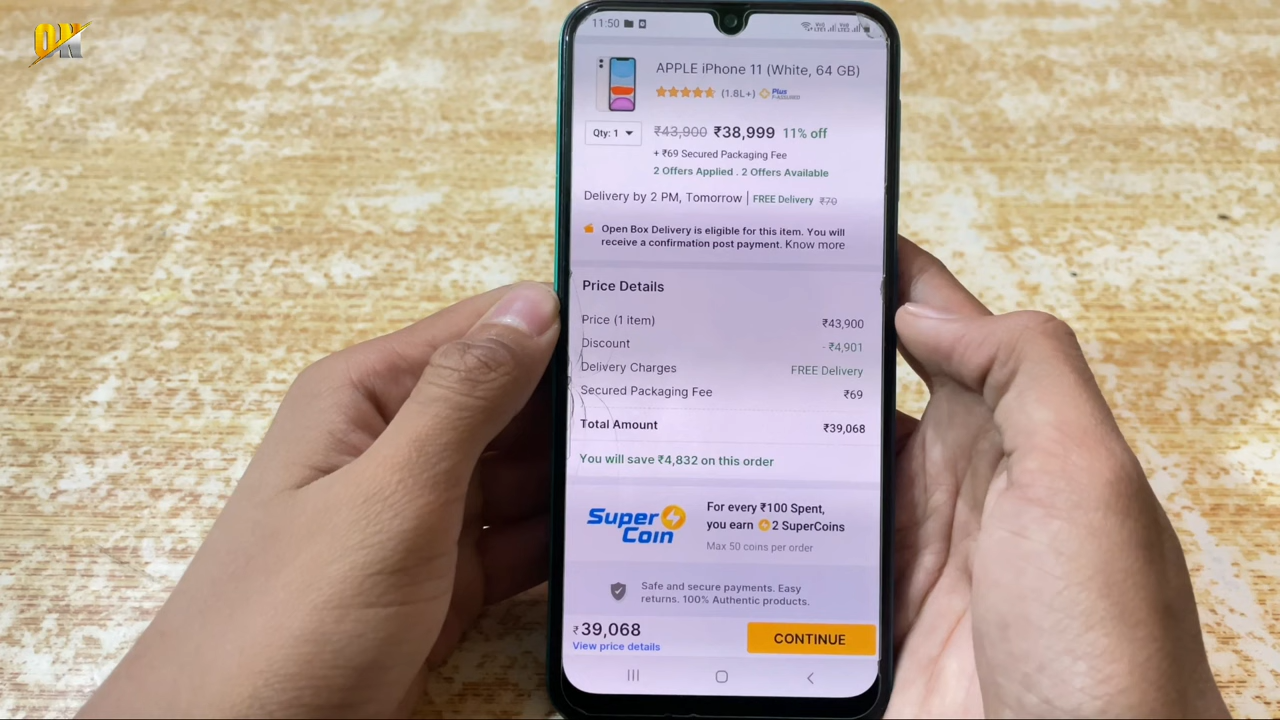 ON
11:50
APPLE iPhone 11 (White, 64 GB)
(1.8L+) Plus
F-ASSURED
Qty: 1 ₹43,900 ₹38,999 11% off
+ ₹69 Secured Packaging Fee
2 Offers Applied . 2 Offers Available
Delivery by 2 PM, Tomorrow | FREE Delivery ₹70
Open Box Delivery is eligible for this item. You will
receive a confirmation post payment. Know more
Price Details
Price (1 item) ₹43,900
Discount - ₹4,901
Delivery Charges FREE Delivery
Secured Packaging Fee ₹69
Total Amount ₹39,068
You will save ₹4,832 on this order
Super
Coin
For every ₹100 Spent,
you earn 2 SuperCoins
Max 50 coins per order
Safe and secure payments. Easy
returns. 100% Authentic products.
₹39,068
View price details
CONTINUE